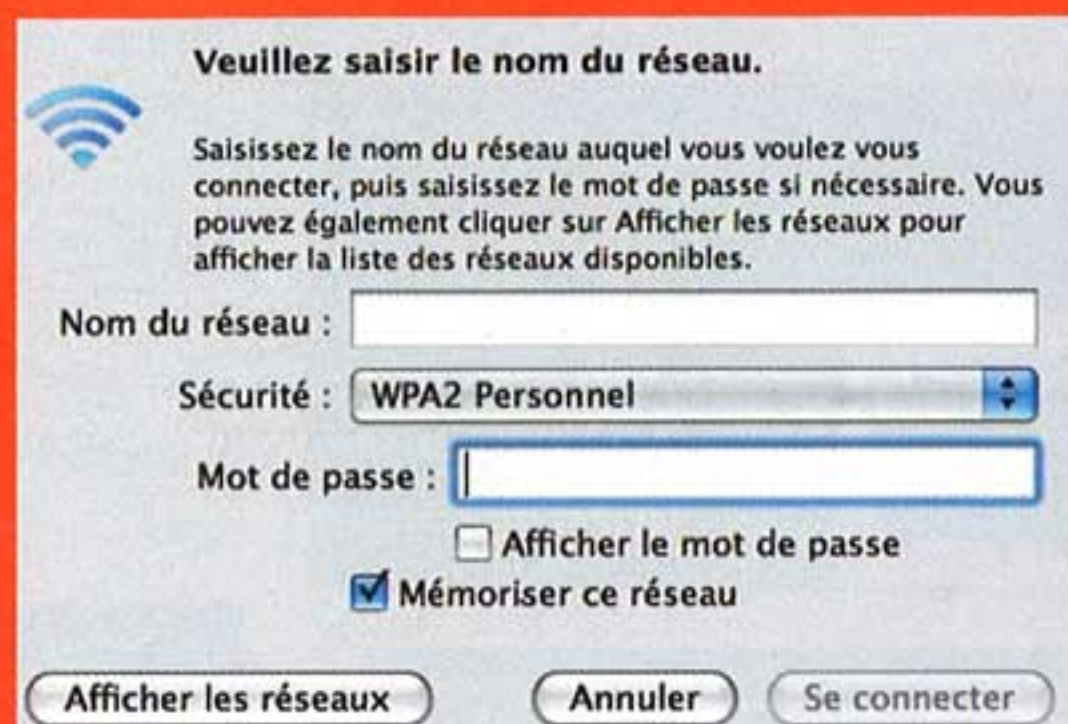 Veuillez saisir le nom du réseau.
Saisissez le nom du réseau auquel vous voulez vous
connecter, puis saisissez le mot de passe si nécessaire. Vous
pouvez également cliquer sur Afficher les réseaux pour
afficher la liste des réseaux disponibles.
Nom du réseau :
Sécurité : WPA2 Personnel
Mot de passe :
Afficher le mot de passe
Mémoriser ce réseau
Afficher les réseaux Annuler Se connecter